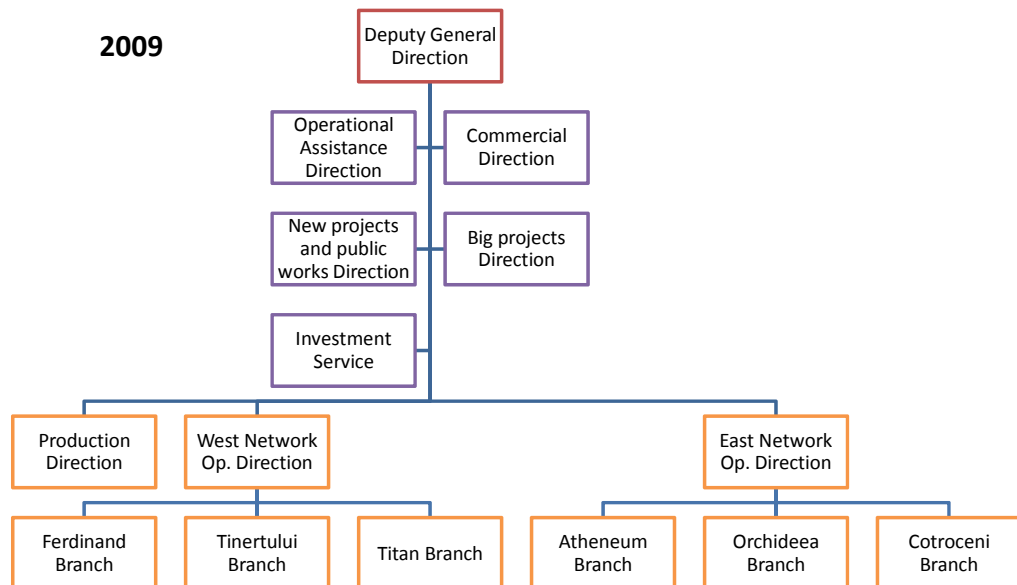 2009
Deputy General
Direction
Operational
Assistance
Direction
Commercial
Direction
New projects
and public
works Direction
Big projects
Direction
Investment
Service
Production
Direction
West Network
Op. Direction
East Network
Op. Direction
Ferdinand
Branch
Tinertului
Branch
Titan Branch
Atheneum
Branch
Orchideea
Branch
Cotroceni
Branch